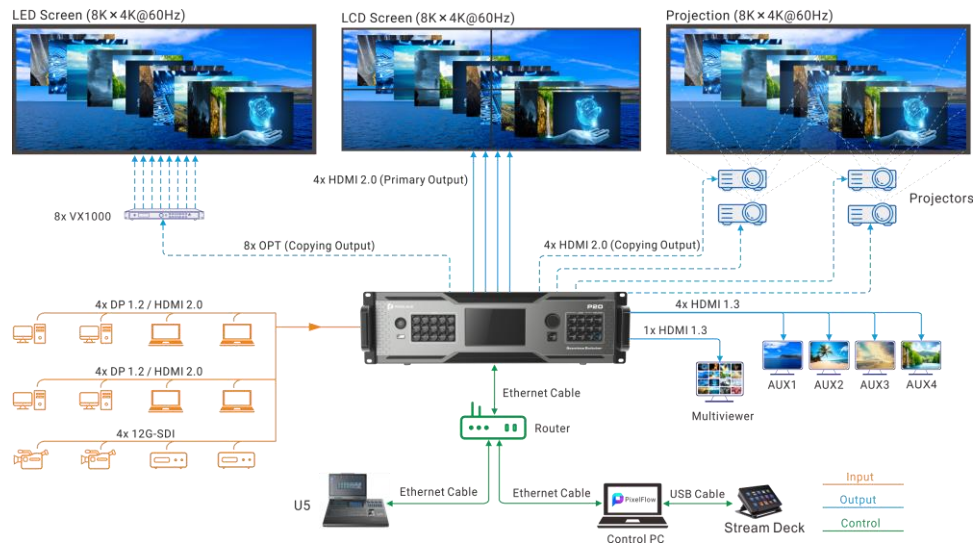 LED Screen (8K×4K@60Hz)
LCD Screen (8K×4K@60Hz)
Projection (8K×4K@60Hz)
4x HDMI 2.0 (Primary Output)
8x VX1000
Projectors
8x OPT (Copying Output)
4x HDMI 2.0 (Copying Output)
4x DP 1.2 / HDMI 2.0
P20
4x HDMI 1.3
1x HDMI 1.3
4x DP 1.2 / HDMI 2.0
AUX1
AUX2
AUX3
AUX4
Ethernet Cable
Multiviewer
Router
4x 12G-SDI
U5
Ethernet Cable
Ethernet Cable
PixelFlow
USB Cable
Control PC
Stream Deck
Input
Output
Control